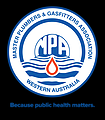 MASTER PLUMBERS & GASFITTERS ASSOCIATION
MPA
WESTERN AUSTRALIA
Because public health matters.